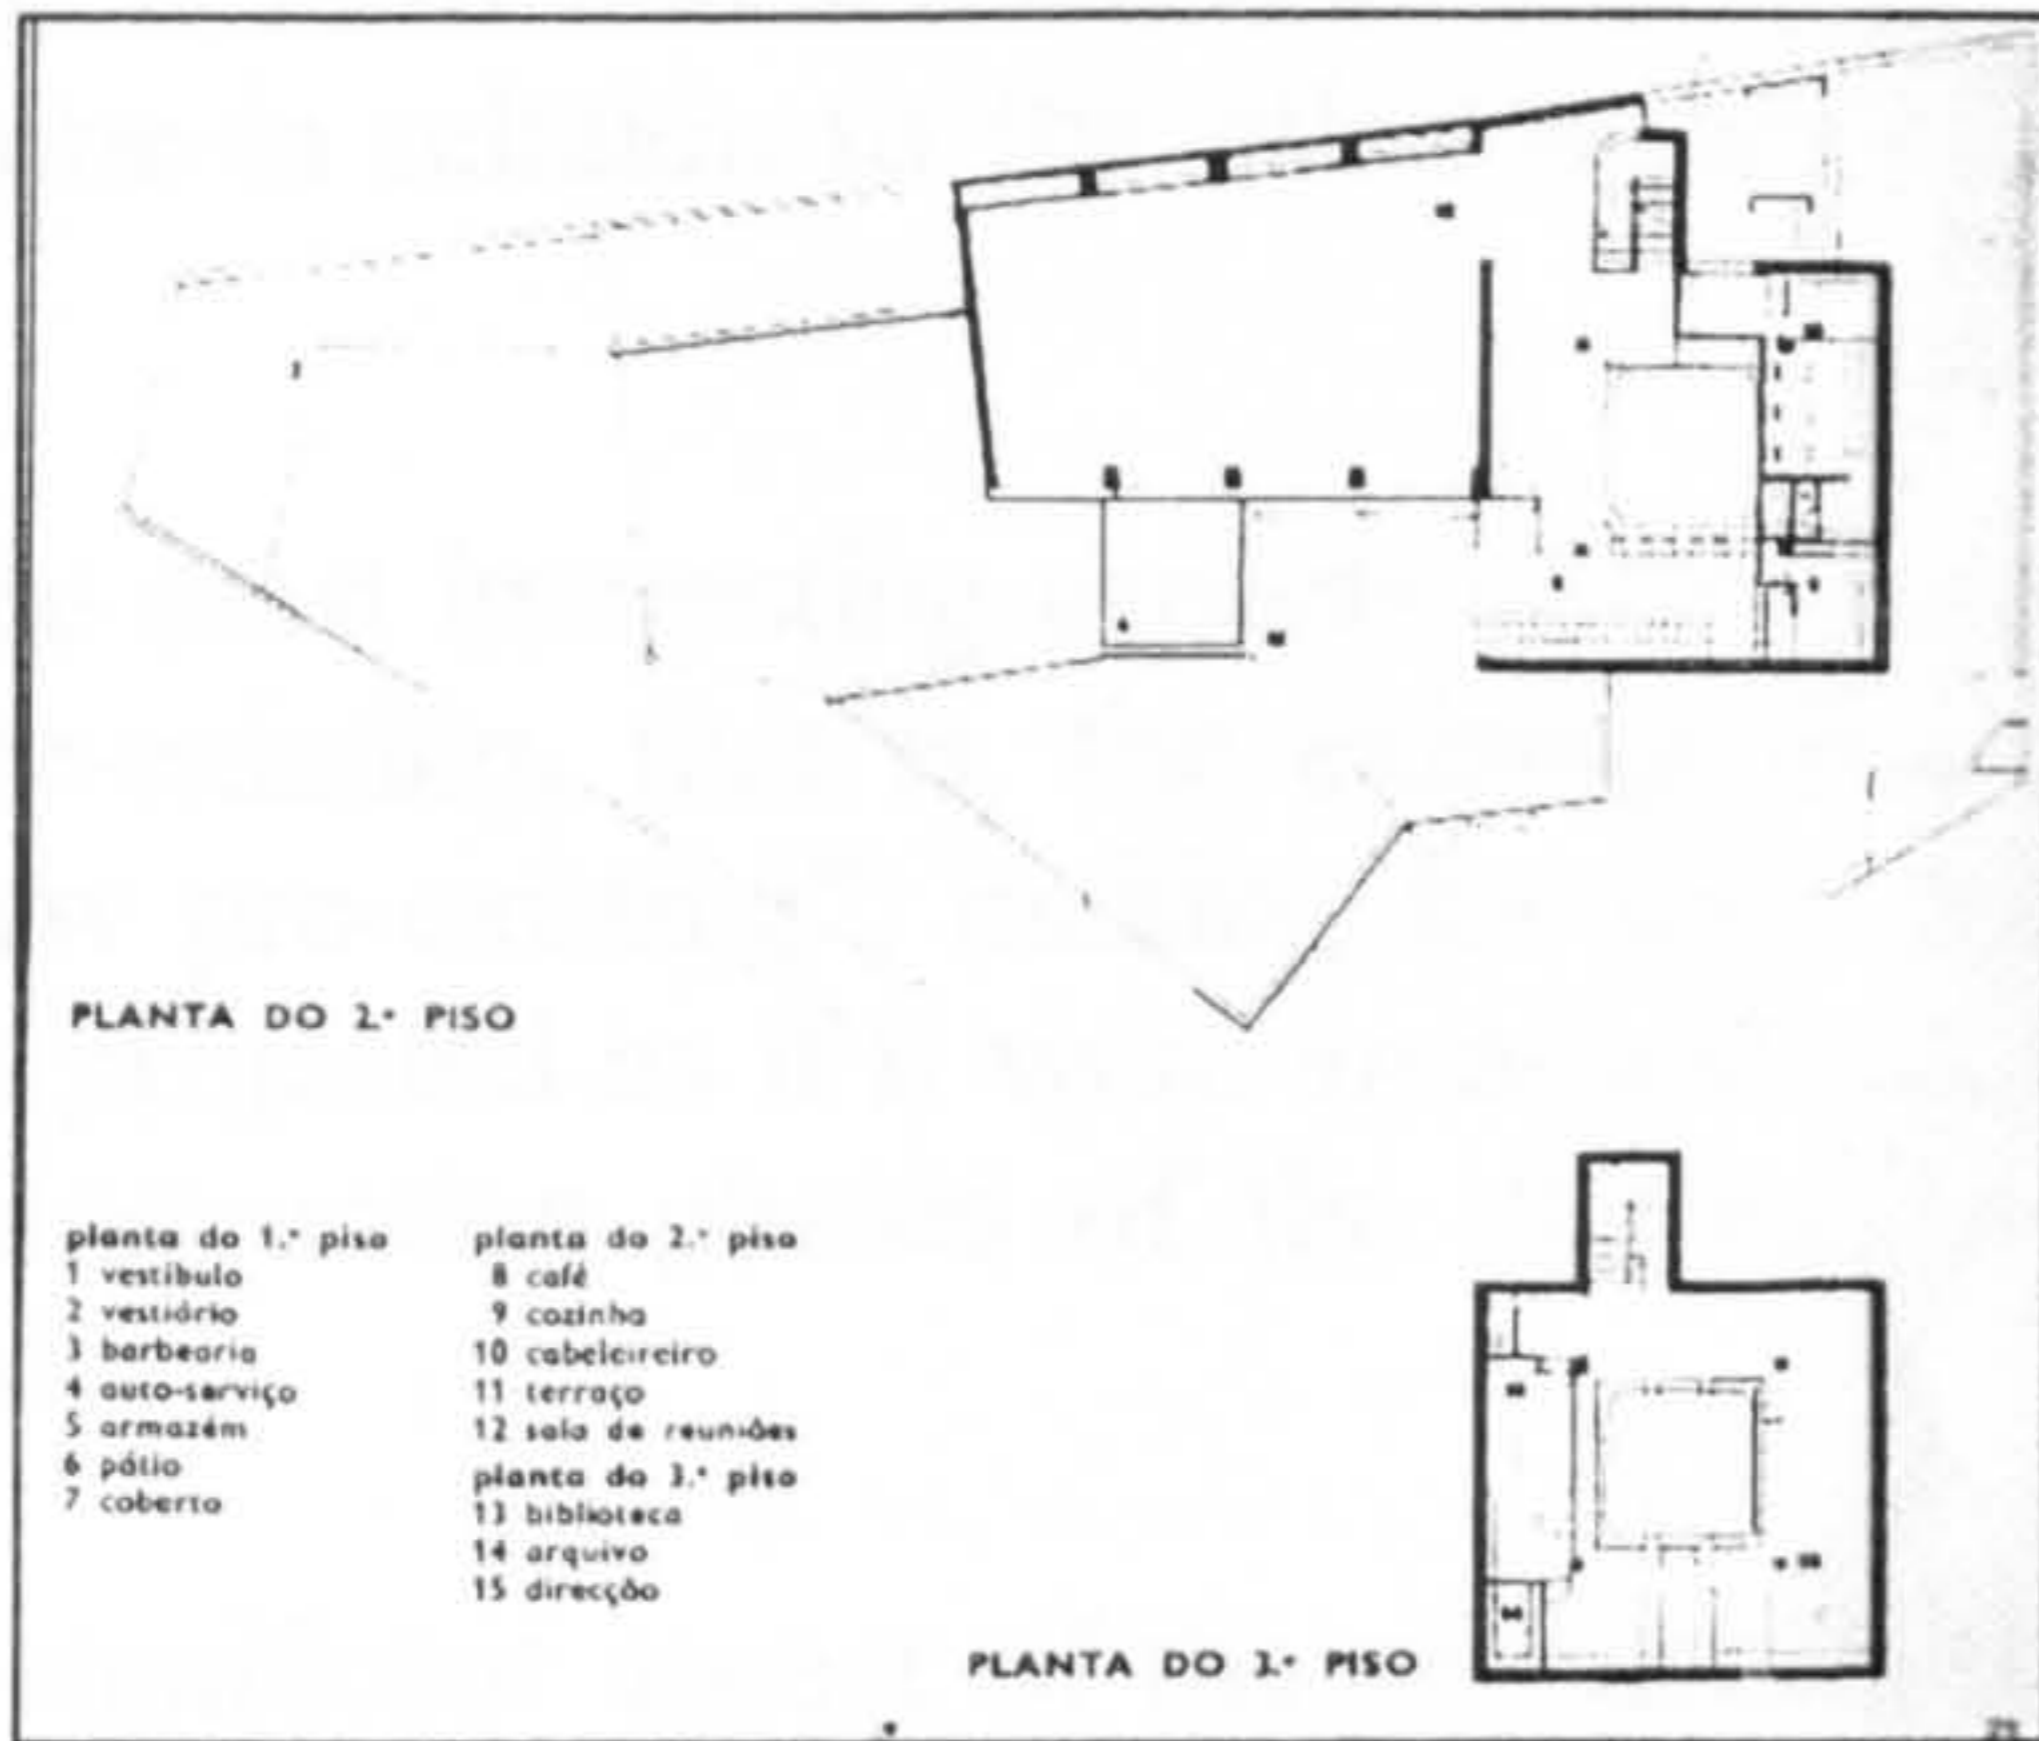 PLANTA DO 2.º PISO
planta do 1.º piso
1 vestíbulo
2 vestiário
3 barbearia
4 auto-serviço
5 armazém
6 pátio
7 coberto
planta do 2.º piso
8 café
9 cozinha
10 cabeleireiro
11 terraço
12 sala de reuniões
planta do 3.º piso
13 biblioteca
14 arquivo
15 direcção
PLANTA DO 3.º PISO